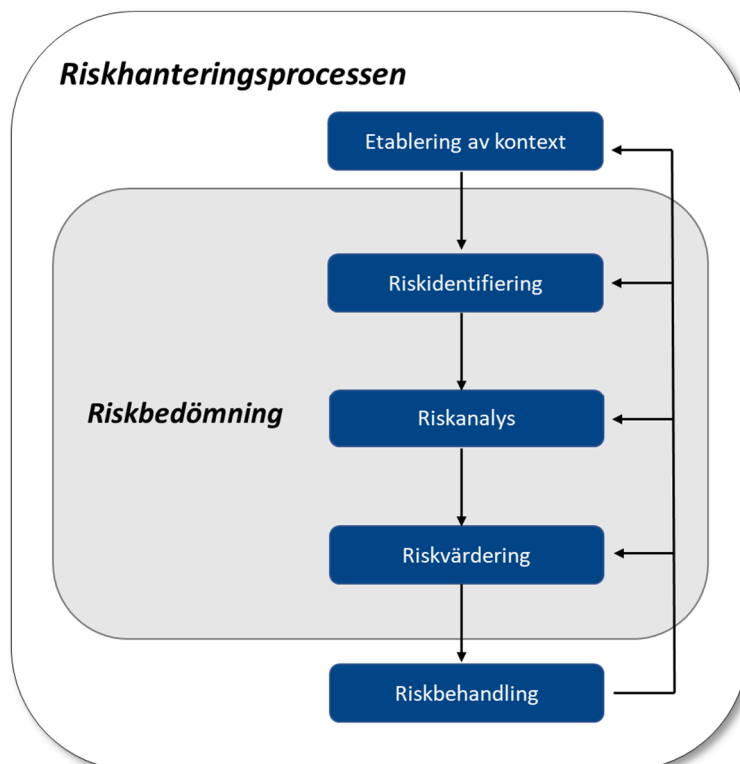 Riskhanteringsprocessen
Etablering av kontext
Riskidentifiering
Riskbedömning
Riskanalys
Riskvärdering
Riskbehandling